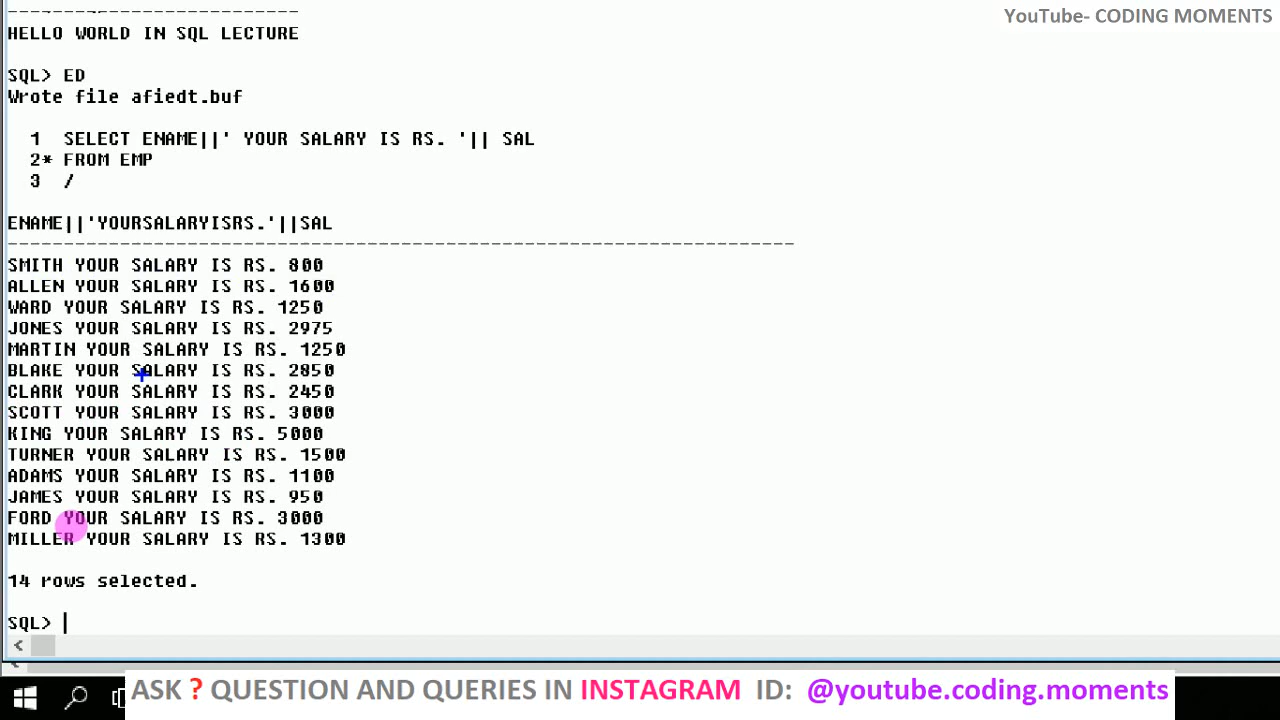 YouTube- CODING MOMENTS
HELLO WORLD IN SQL LECTURE
SQL> ED
Wrote file afiedt.buf
1 SELECT ENAME||' YOUR SALARY IS RS. '|| SAL
2* FROM EMP
3 /
ENAME||'YOURSALARYISRS.'||SAL
--------------------------------------------------------------------------------
SMITH YOUR SALARY IS RS. 800
ALLEN YOUR SALARY IS RS. 1600
WARD YOUR SALARY IS RS. 1250
JONES YOUR SALARY IS RS. 2975
MARTIN YOUR SALARY IS RS. 1250
BLAKE YOUR SALARY IS RS. 2850
CLARK YOUR SALARY IS RS. 2450
SCOTT YOUR SALARY IS RS. 3000
KING YOUR SALARY IS RS. 5000
TURNER YOUR SALARY IS RS. 1500
ADAMS YOUR SALARY IS RS. 1100
JAMES YOUR SALARY IS RS. 950
FORD YOUR SALARY IS RS. 3000
MILLER YOUR SALARY IS RS. 1300
14 rows selected.
SQL>
ASK ? QUESTION AND QUERIES IN INSTAGRAM ID: @youtube.coding.moments